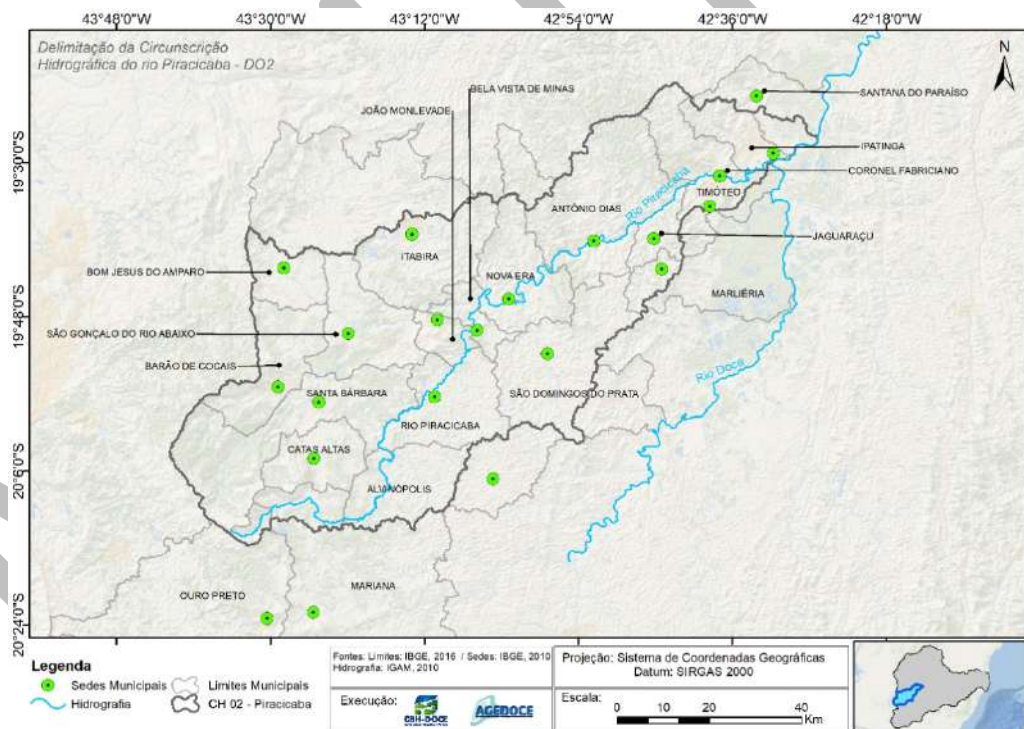 43°48'0"W
43°30'0"W
43°12'0"W
42°54'0"W
42°36'0"W
42°18'0"W
Delimitação da Circunscrição
Hidrográfica do rio Piracicaba - DO2
N
BELA VISTA DE MINAS
SANTANA DO PARAÍSO
JOÃO MONLEVADE
IPATINGA
19°30'0"S
CORONEL FABRICIANO
TIMÓTEO
Rio Piracicaba
ANTÔNIO DIAS
JAGUARAÇU
ITABIRA
BOM JESUS DO AMPARO
NOVA ERA
MARLIÉRIA
19°48'0"S
SÃO GONÇALO DO RIO ABAIXO
BARÃO DE COCAIS
Rio Doce
SANTA BÁRBARA
SÃO DOMINGOS DO PRATA
RIO PIRACICABA
CATAS ALTAS
20°6'0"S
ALVINÓPOLIS
MARIANA
OURO PRETO
20°24'0"S
Legenda
Sedes Municipais
Limites Municipais
Hidrografia
CH 02 - Piracicaba
Fontes: Limites: IBGE, 2016 / Sedes: IBGE, 2010
Hidrografia: IGAM, 2010
Execução:
CBH-DOCE
AGEDOCE
Projeção: Sistema de Coordenadas Geográficas
Datum: SIRGAS 2000
Escala:
0 10 20 40
Km